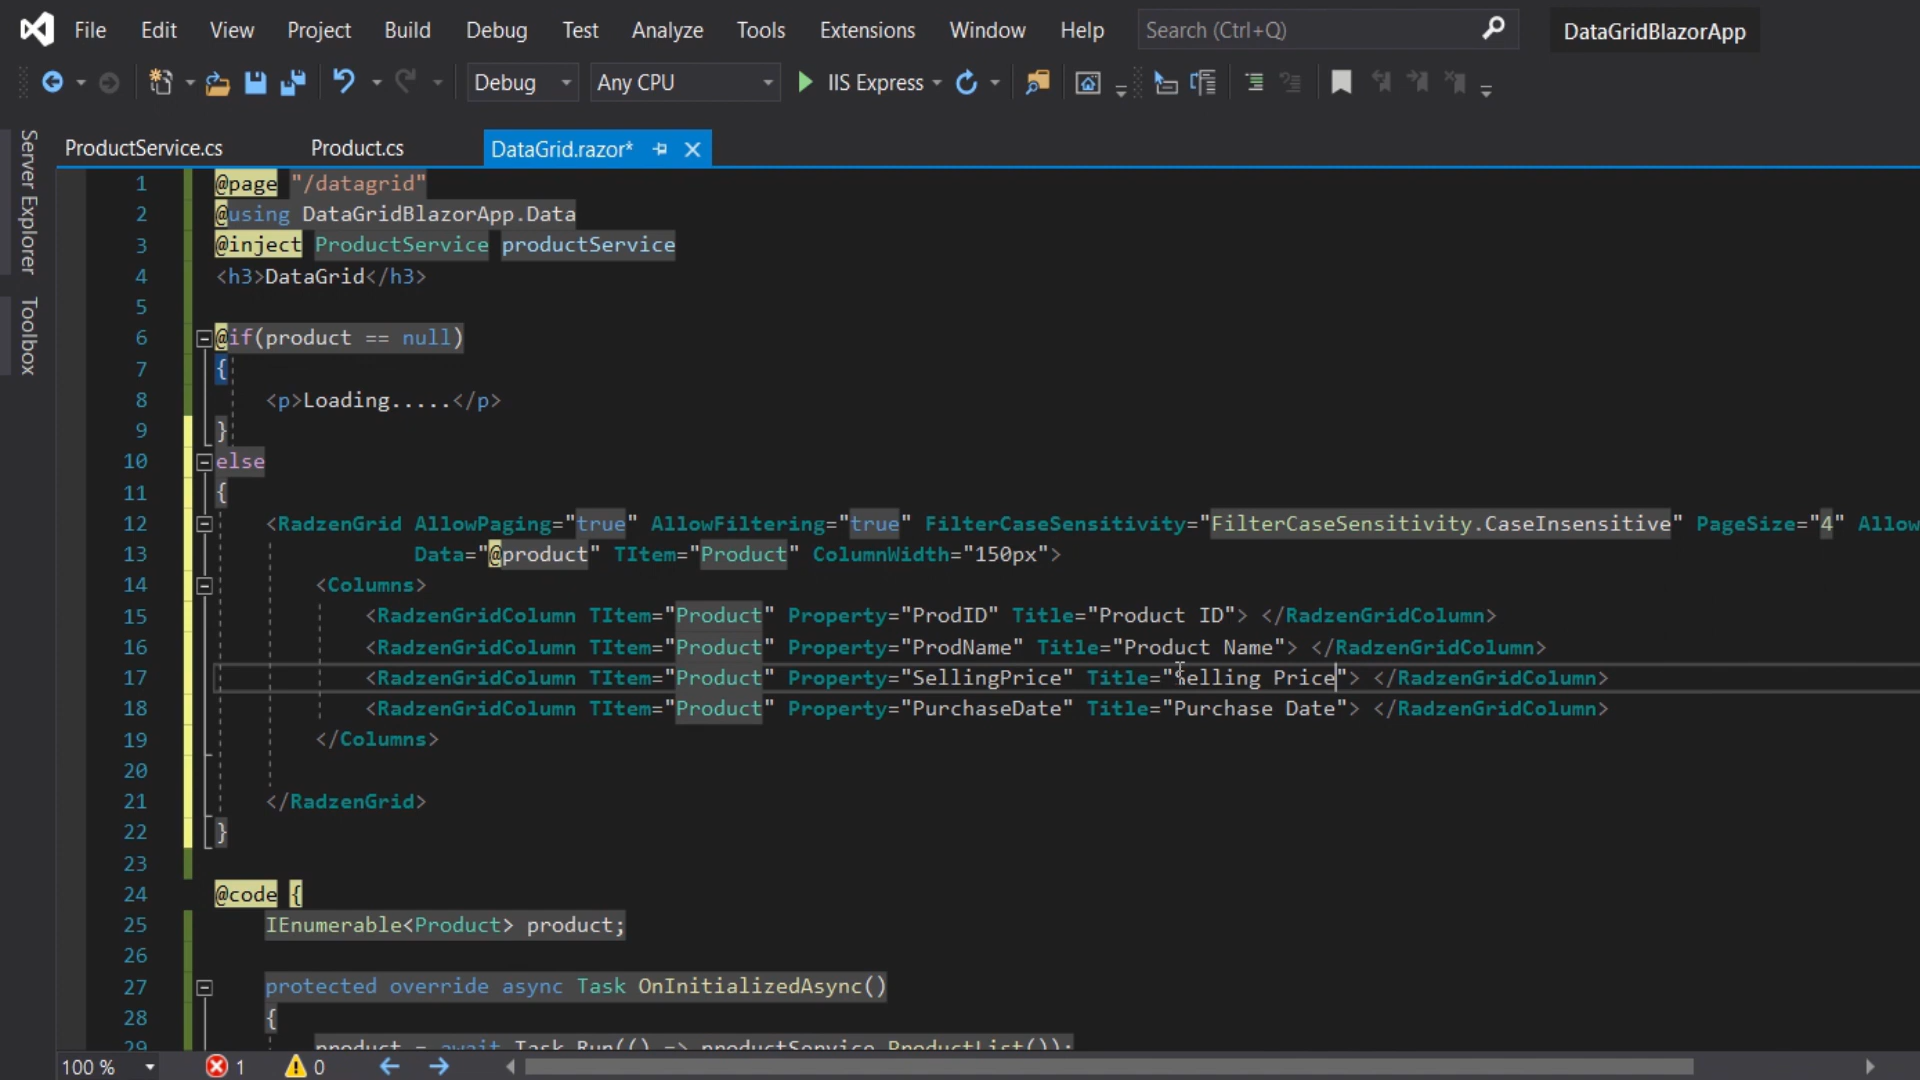 File Edit View Project Build Debug Test Analyze Tools Extensions Window Help Search (Ctrl+Q) DataGridBlazorApp
Debug Any CPU IIS Express
Server Explorer
Toolbox
ProductService.cs Product.cs DataGrid.razor*
1 @page "/datagrid"
2 @using DataGridBlazorApp.Data
3 @inject ProductService productService
4 <h3>DataGrid</h3>
5
6 @if(product == null)
7 {
8 <p>Loading.....</p>
9 }
10 else
11 {
12 <RadzenGrid AllowPaging="true" AllowFiltering="true" FilterCaseSensitivity="FilterCaseSensitivity.CaseInsensitive" PageSize="4" Allow
13 Data="@product" TItem="Product" ColumnWidth="150px">
14 <Columns>
15 <RadzenGridColumn TItem="Product" Property="ProdID" Title="Product ID"> </RadzenGridColumn>
16 <RadzenGridColumn TItem="Product" Property="ProdName" Title="Product Name"> </RadzenGridColumn>
17 <RadzenGridColumn TItem="Product" Property="SellingPrice" Title="Selling Price"> </RadzenGridColumn>
18 <RadzenGridColumn TItem="Product" Property="PurchaseDate" Title="Purchase Date"> </RadzenGridColumn>
19 </Columns>
20
21 </RadzenGrid>
22 }
23
24 @code {
25 IEnumerable<Product> product;
26
27 protected override async Task OnInitializedAsync()
28 {
29 product = await Task.Run(() => productService.ProductList());
100 % 1 0